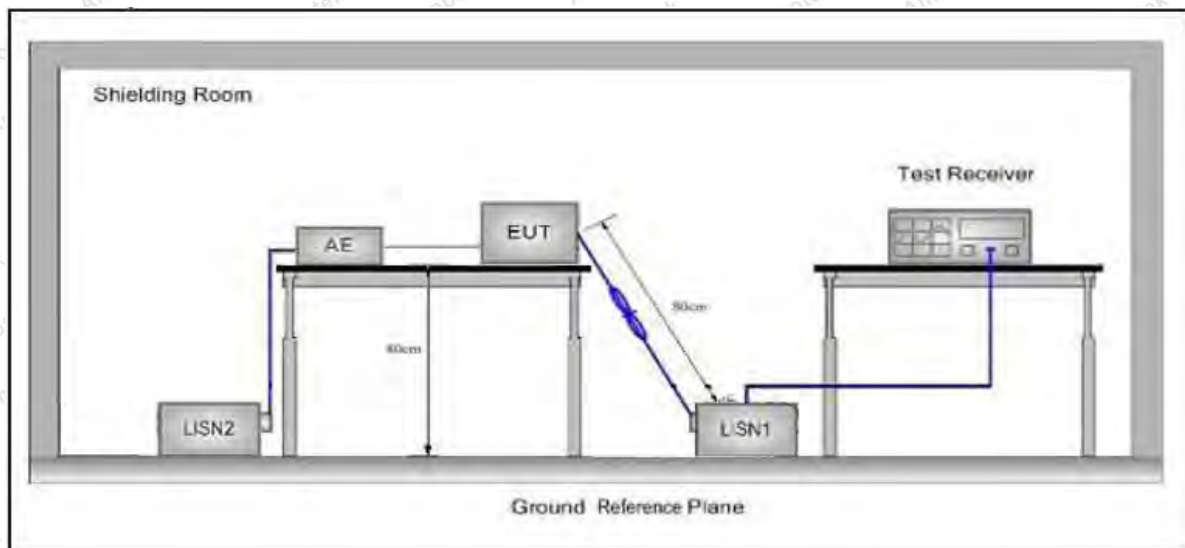 Shielding Room
Test Receiver
AE
EUT
80cm
80cm
LISN2
LISN1
Ground Reference Plane